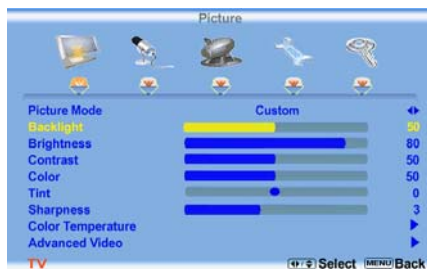 Picture
Picture Mode Custom
Backlight 50
Brightness 80
Contrast 50
Color 50
Tint 0
Sharpness 3
Color Temperature
Advanced Video
TV Select MENU Back